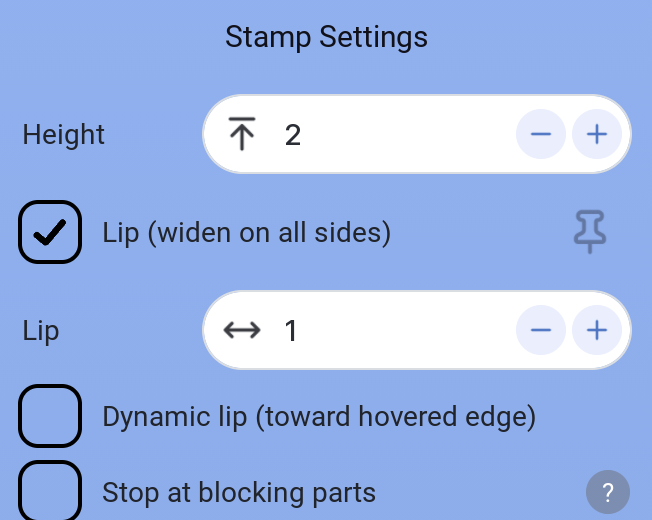 Stamp Settings
Height 2
Lip (widen on all sides)
Lip 1
Dynamic lip (toward hovered edge)
Stop at blocking parts ?